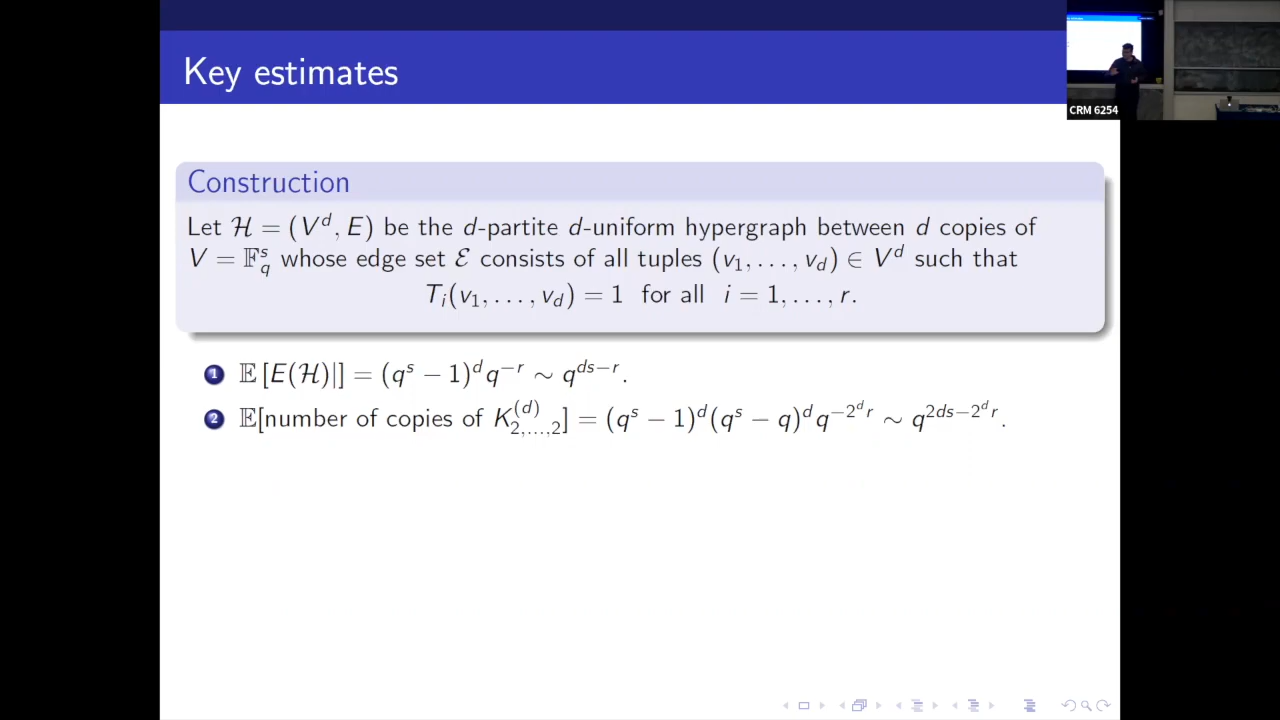 Key estimates
CRM 6254
Construction
Let ℋ = (V^d, E) be the d-partite d-uniform hypergraph between d copies of
V = 𝔽_q^s whose edge set ℰ consists of all tuples (v_1, . . . , v_d) ∈ V^d such that
T_i(v_1, . . . , v_d) = 1 for all i = 1, . . . , r.
1 𝔼 [E(ℋ)|] = (q^s − 1)^d q^{−r} ∼ q^{ds−r}.
2 𝔼[number of copies of K_{2,...,2}^{(d)}] = (q^s − 1)^d (q^s − q)^d q^{−2^d r} ∼ q^{2ds−2^d r}.